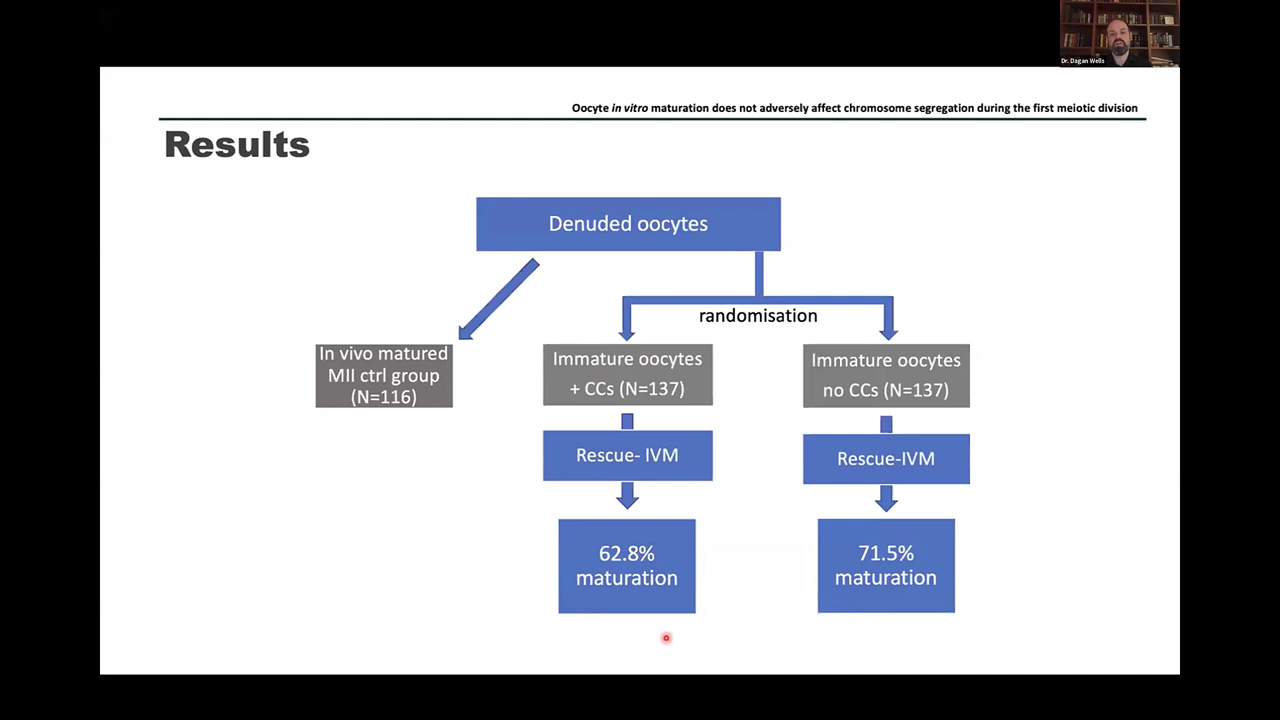 Dr. Dagan Wells
Oocyte in vitro maturation does not adversely affect chromosome segregation during the first meiotic division
Results
Denuded oocytes
randomisation
In vivo matured
MII ctrl group
(N=116)
Immature oocytes
+ CCs (N=137)
Immature oocytes
no CCs (N=137)
Rescue- IVM
Rescue-IVM
62.8%
maturation
71.5%
maturation